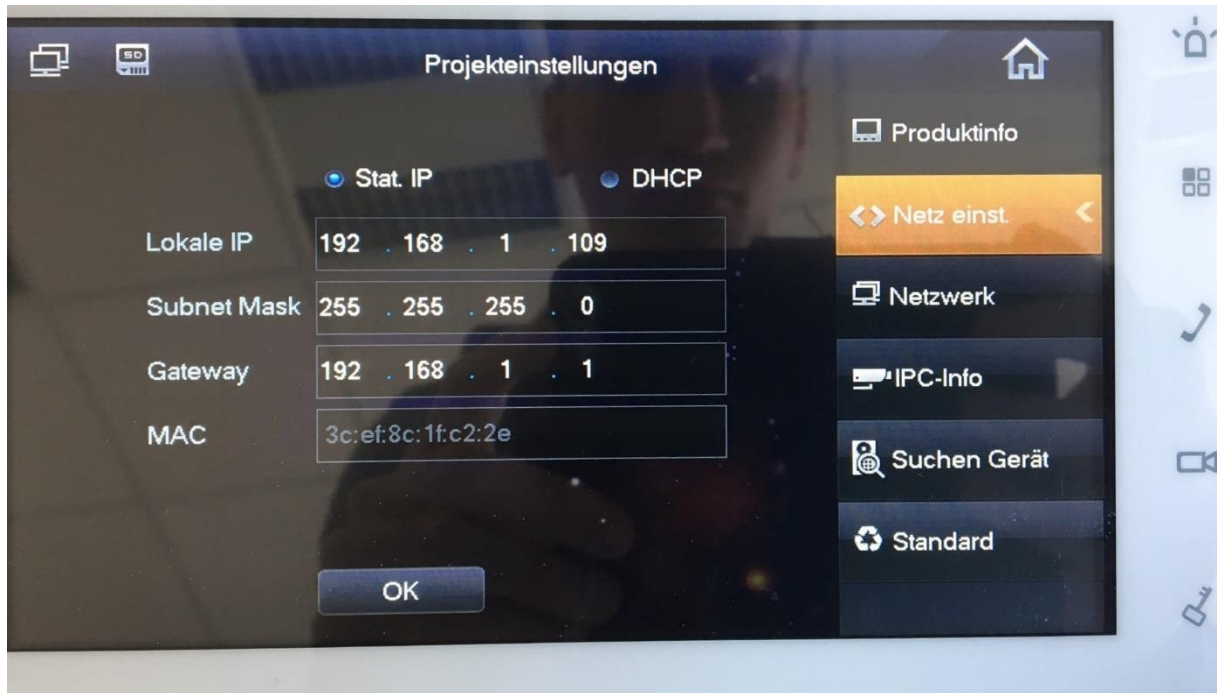 SD
Projekteinstellungen
Stat. IP DHCP
Lokale IP 192 . 168 . 1 . 109
Subnet Mask 255 . 255 . 255 . 0
Gateway 192 . 168 . 1 . 1
MAC 3c:ef:8c:1f:c2:2e
OK
Produktinfo
Netz einst.
Netzwerk
IPC-Info
Suchen Gerät
Standard